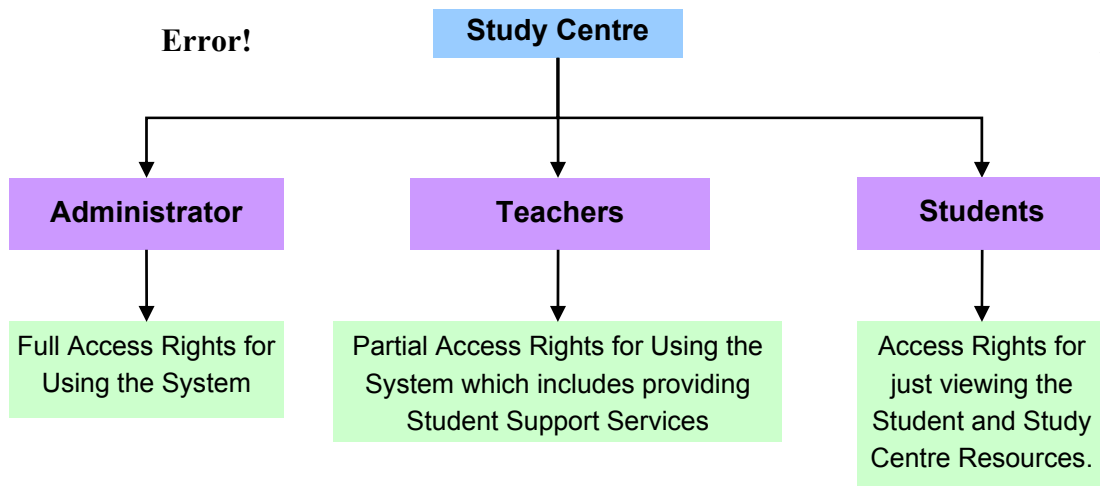 Error!
Study Centre
Administrator
Teachers
Students
Full Access Rights for
Using the System
Partial Access Rights for Using the
System which includes providing
Student Support Services
Access Rights for
just viewing the
Student and Study
Centre Resources.